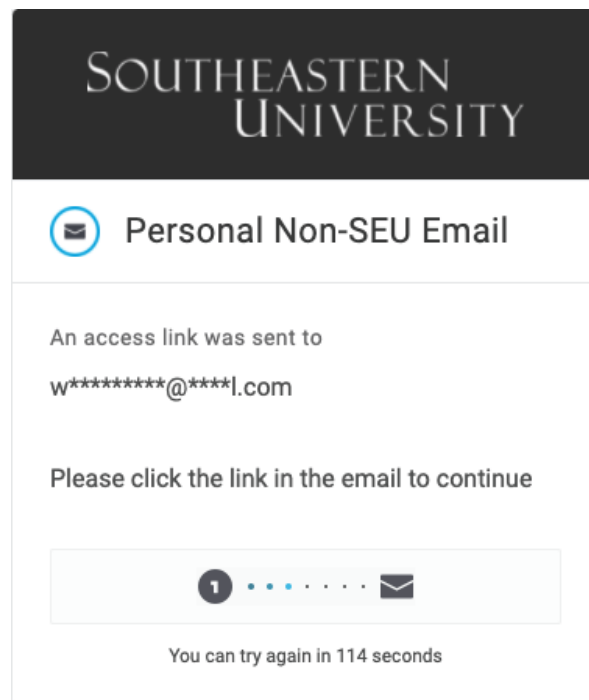 SOUTHEASTERN
UNIVERSITY
Personal Non-SEU Email
An access link was sent to
w*********@****l.com
Please click the link in the email to continue
1
You can try again in 114 seconds